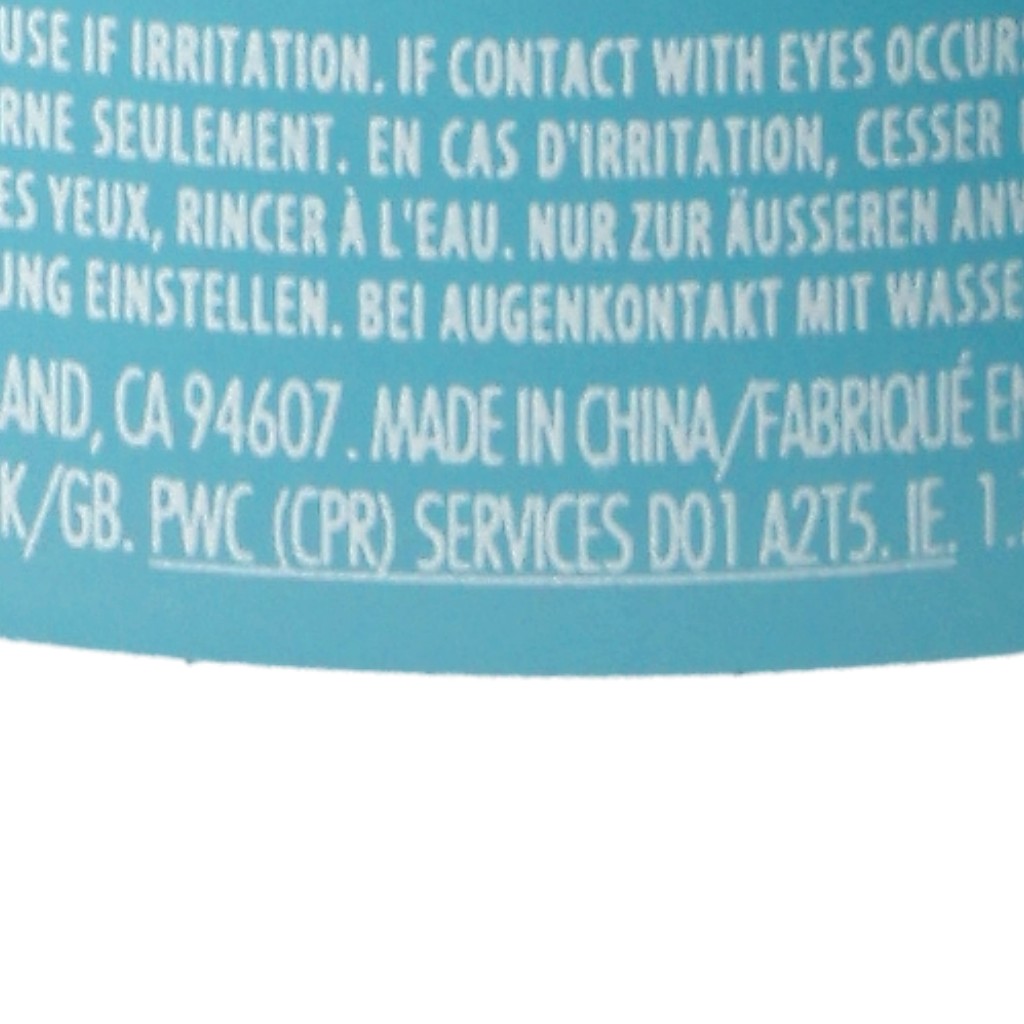 USE IF IRRITATION. IF CONTACT WITH EYES OCCUR
RNE SEULEMENT. EN CAS D'IRRITATION, CESSER
ES YEUX, RINCER À L'EAU. NUR ZUR ÄUSSEREN ANW
UNG EINSTELLEN. BEI AUGENKONTAKT MIT WASSE
AND, CA 94607. MADE IN CHINA/FABRIQUÉ EN
K/GB. PWC (CPR) SERVICES D01 A2T5. IE. 1.